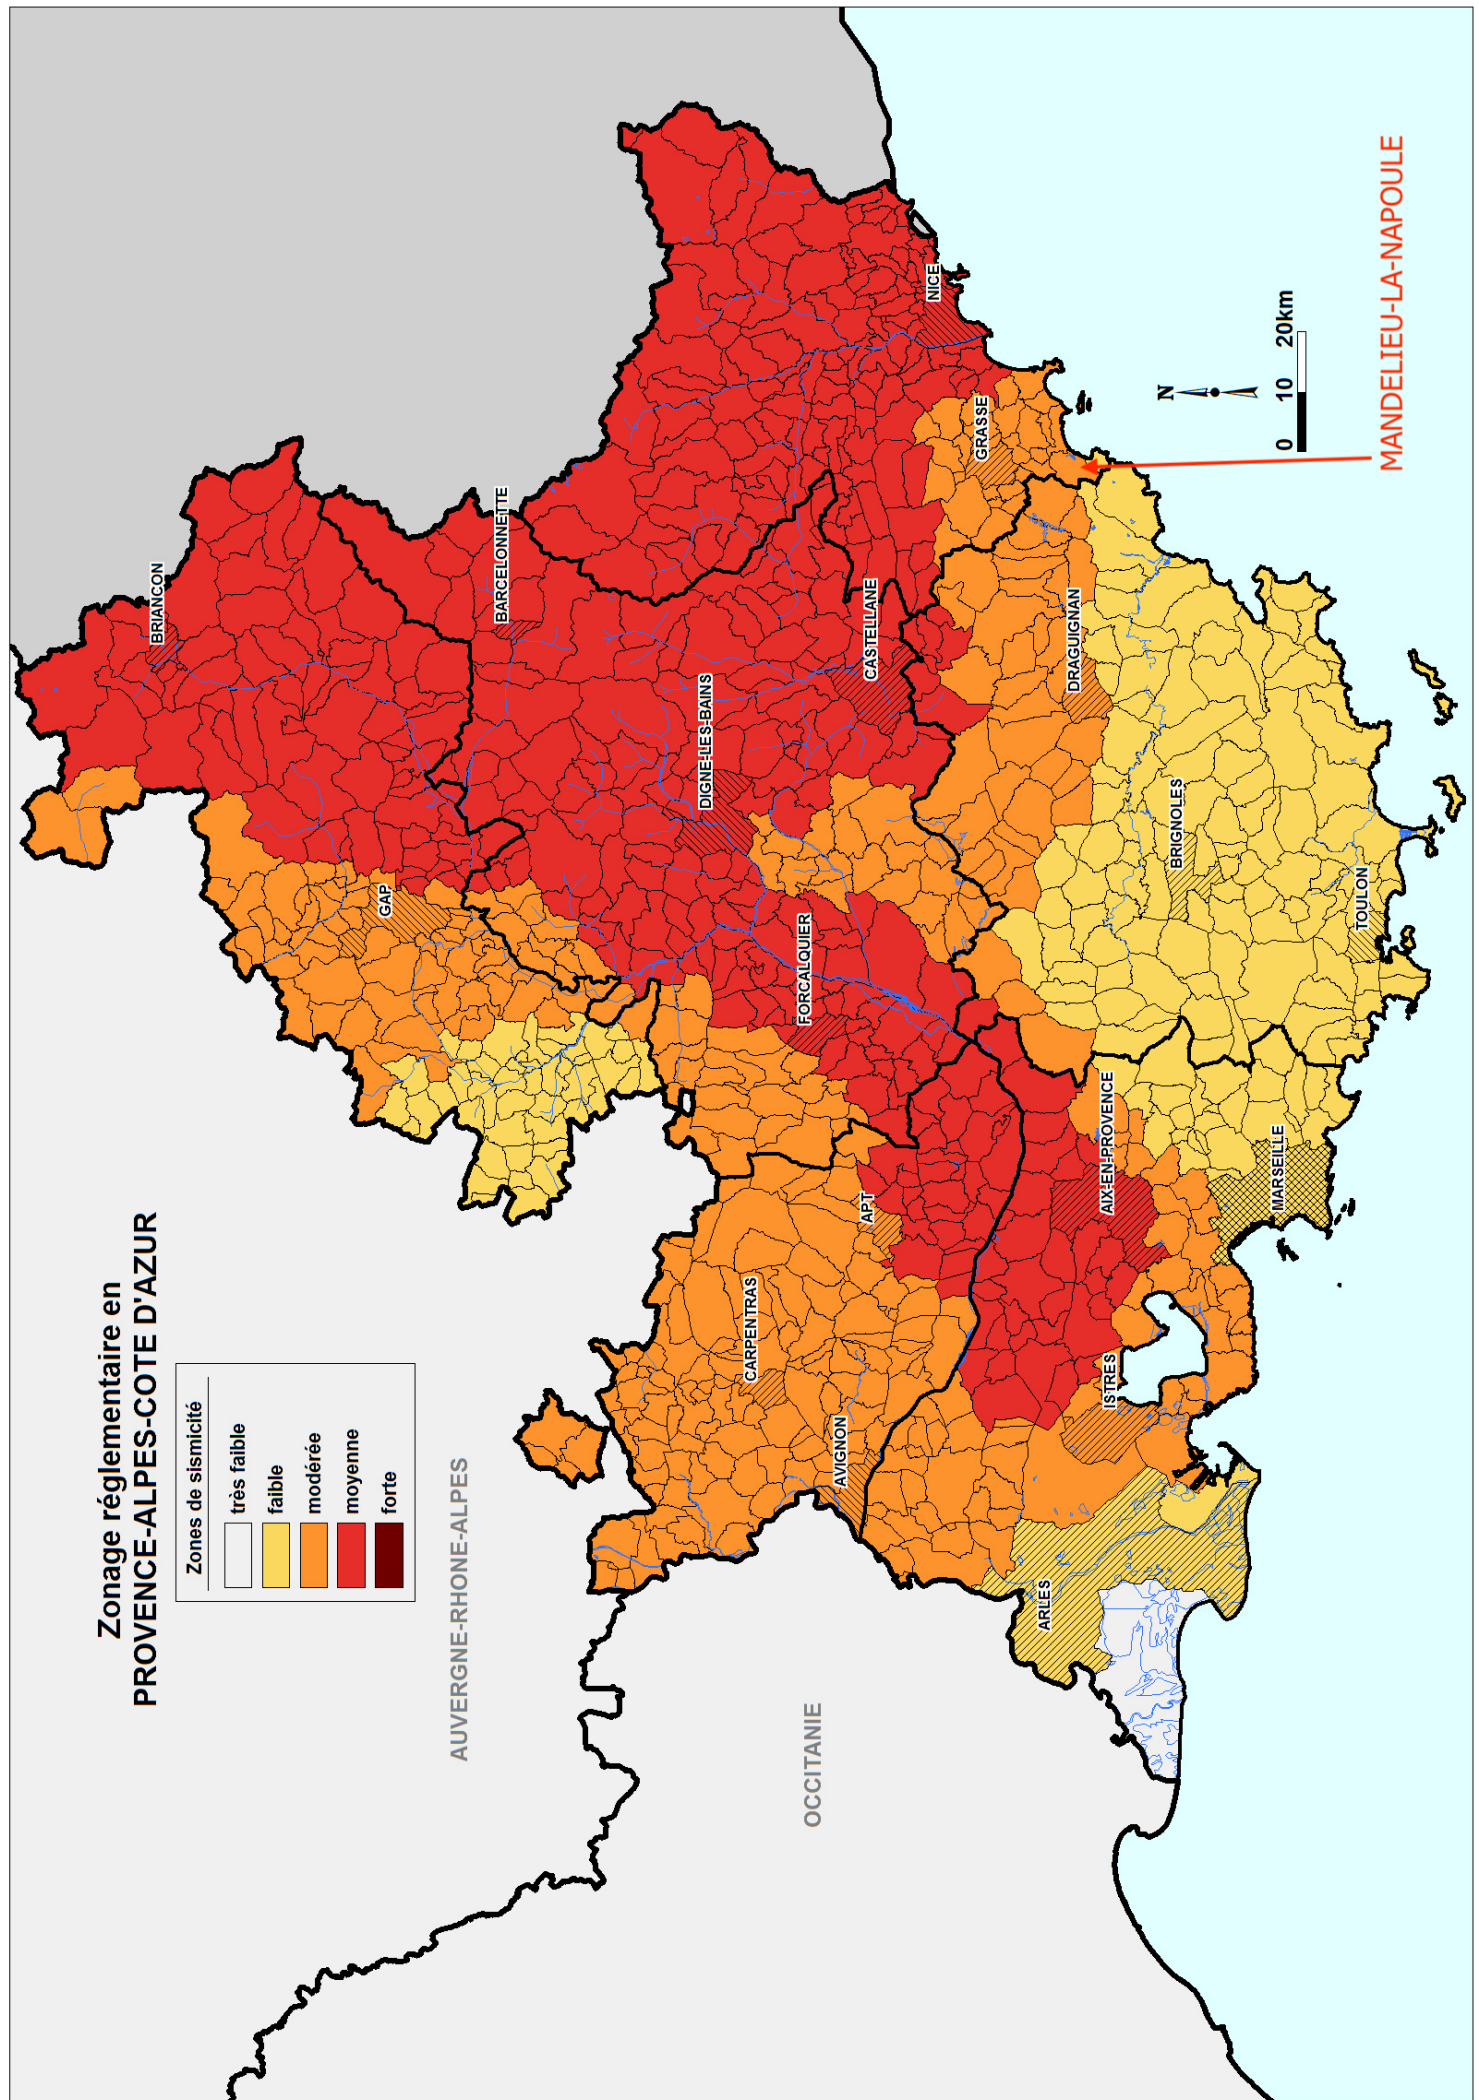 Zonage réglementaire en
PROVENCE-ALPES-COTE D'AZUR
Zones de sismicité
très faible
faible
modérée
moyenne
forte
AUVERGNE-RHONE-ALPES
OCCITANIE
BRIANCON
BARCELONNETTE
GAP
DIGNE-LES-BAINS
CASTELLANE
FORCALQUIER
CARPENTRAS
AVIGNON
APT
NICE
GRASSE
DRAGUIGNAN
BRIGNOLES
TOULON
AIX-EN-PROVENCE
MARSEILLE
ISTRES
ARLES
N
0 10 20km
MANDELIEU-LA-NAPOULE